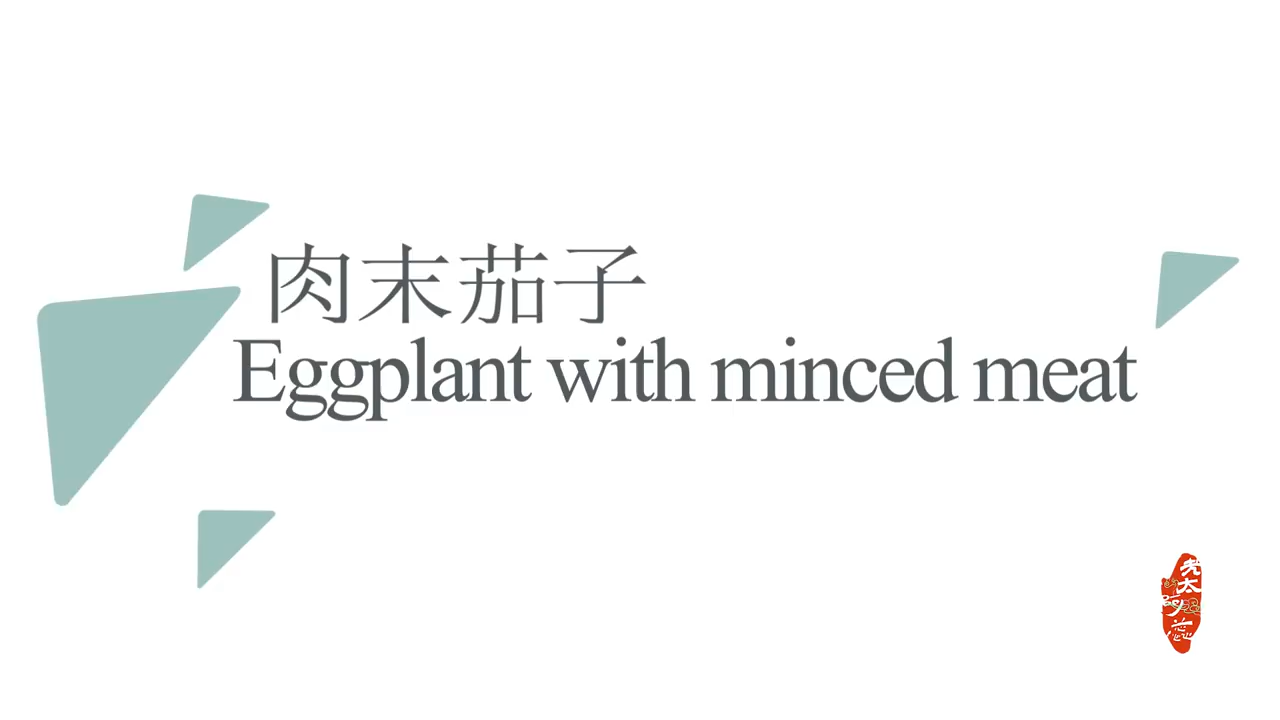 肉末茄子
Eggplant with minced meat